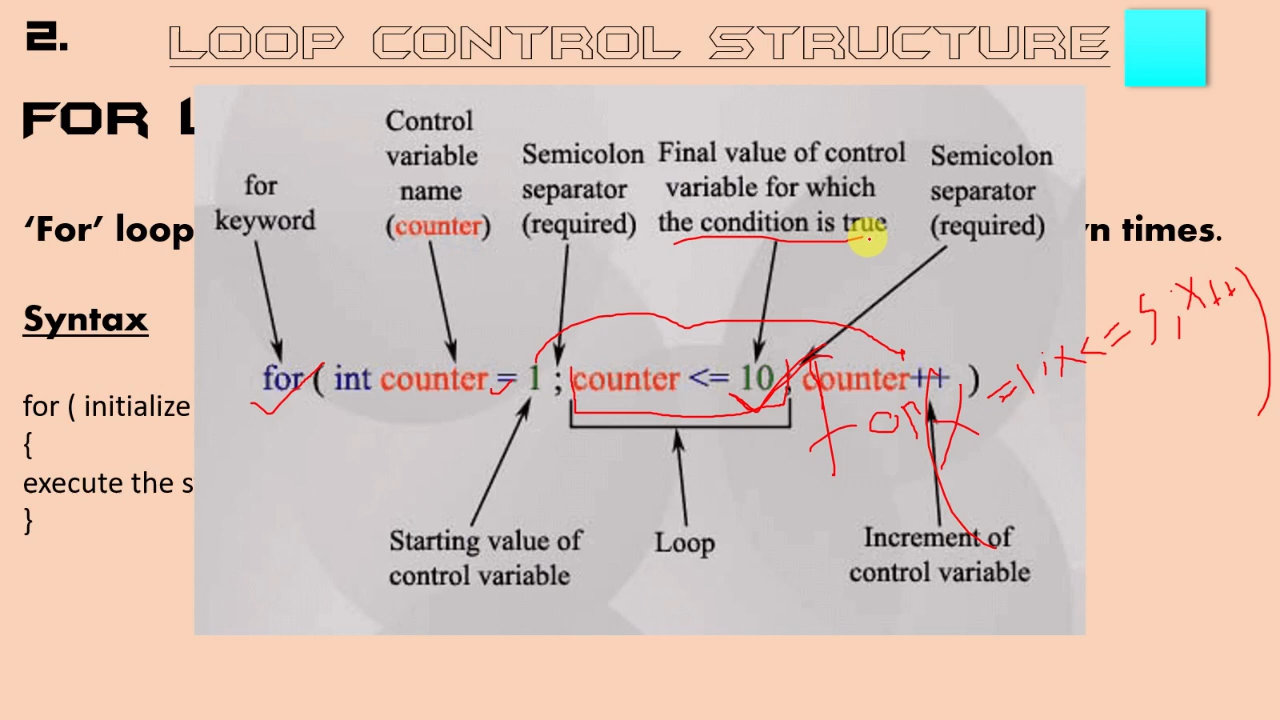 2. LOOP CONTROL STRUCTURE
FOR L
'For' loop
n times.
Syntax
for ( initialize
{
execute the s
}
for
keyword
Control
variable
name
(counter)
Semicolon
separator
(required)
Final value of control
variable for which
the condition is true
Semicolon
separator
(required)
for ( int counter = 1 ; counter <= 10 ; counter++ )
for(x=1;x<=5;x++)
Starting value of
control variable
Loop
Increment of
control variable